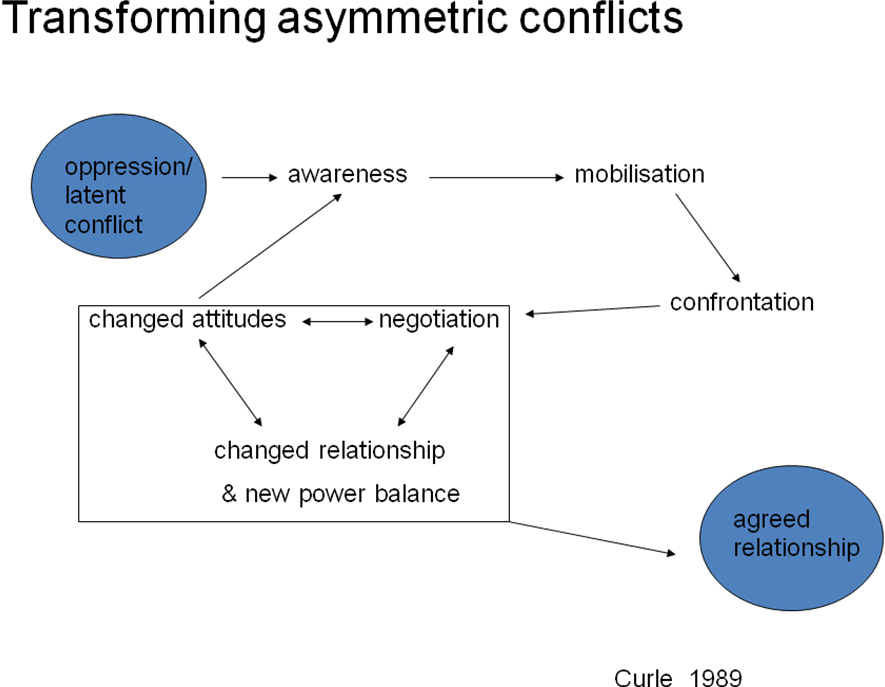 Transforming asymmetric conflicts
oppression/
latent
conflict
awareness
mobilisation
confrontation
changed attitudes
negotiation
changed relationship
& new power balance
agreed
relationship
Curle 1989